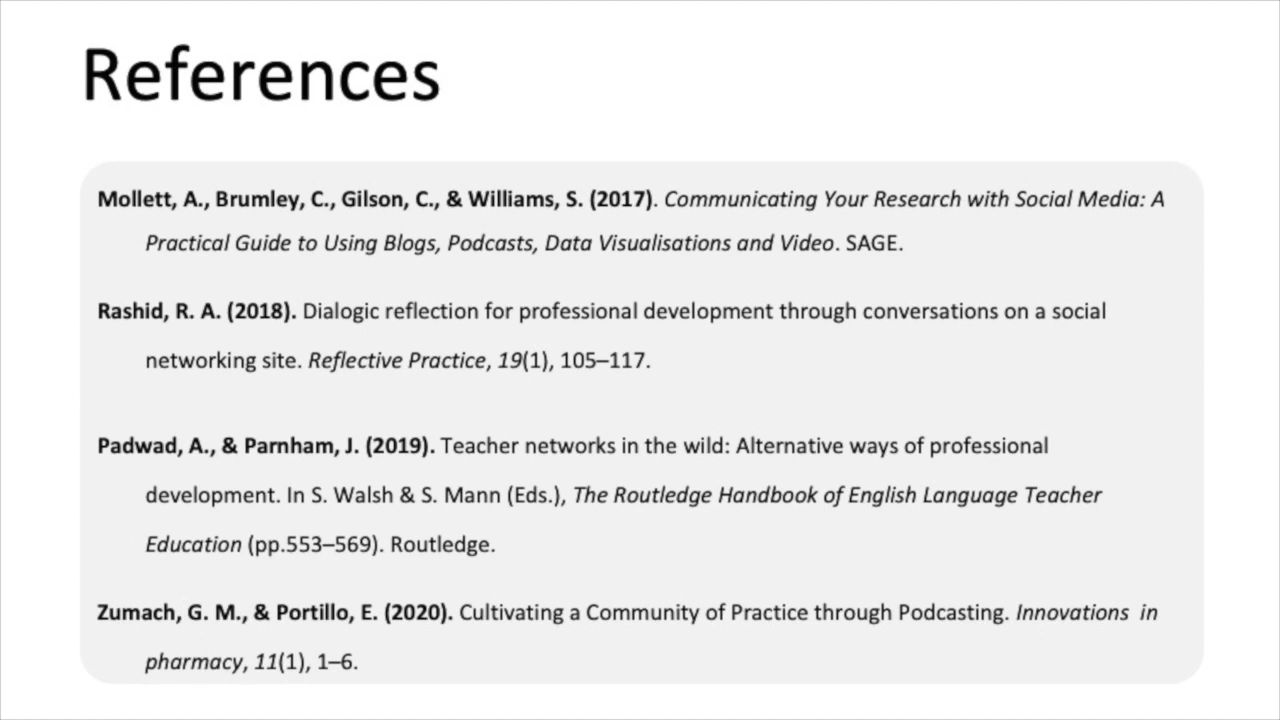 References
Mollett, A., Brumley, C., Gilson, C., & Williams, S. (2017). Communicating Your Research with Social Media: A
Practical Guide to Using Blogs, Podcasts, Data Visualisations and Video. SAGE.
Rashid, R. A. (2018). Dialogic reflection for professional development through conversations on a social
networking site. Reflective Practice, 19(1), 105–117.
Padwad, A., & Parnham, J. (2019). Teacher networks in the wild: Alternative ways of professional
development. In S. Walsh & S. Mann (Eds.), The Routledge Handbook of English Language Teacher
Education (pp.553–569). Routledge.
Zumach, G. M., & Portillo, E. (2020). Cultivating a Community of Practice through Podcasting. Innovations in
pharmacy, 11(1), 1–6.